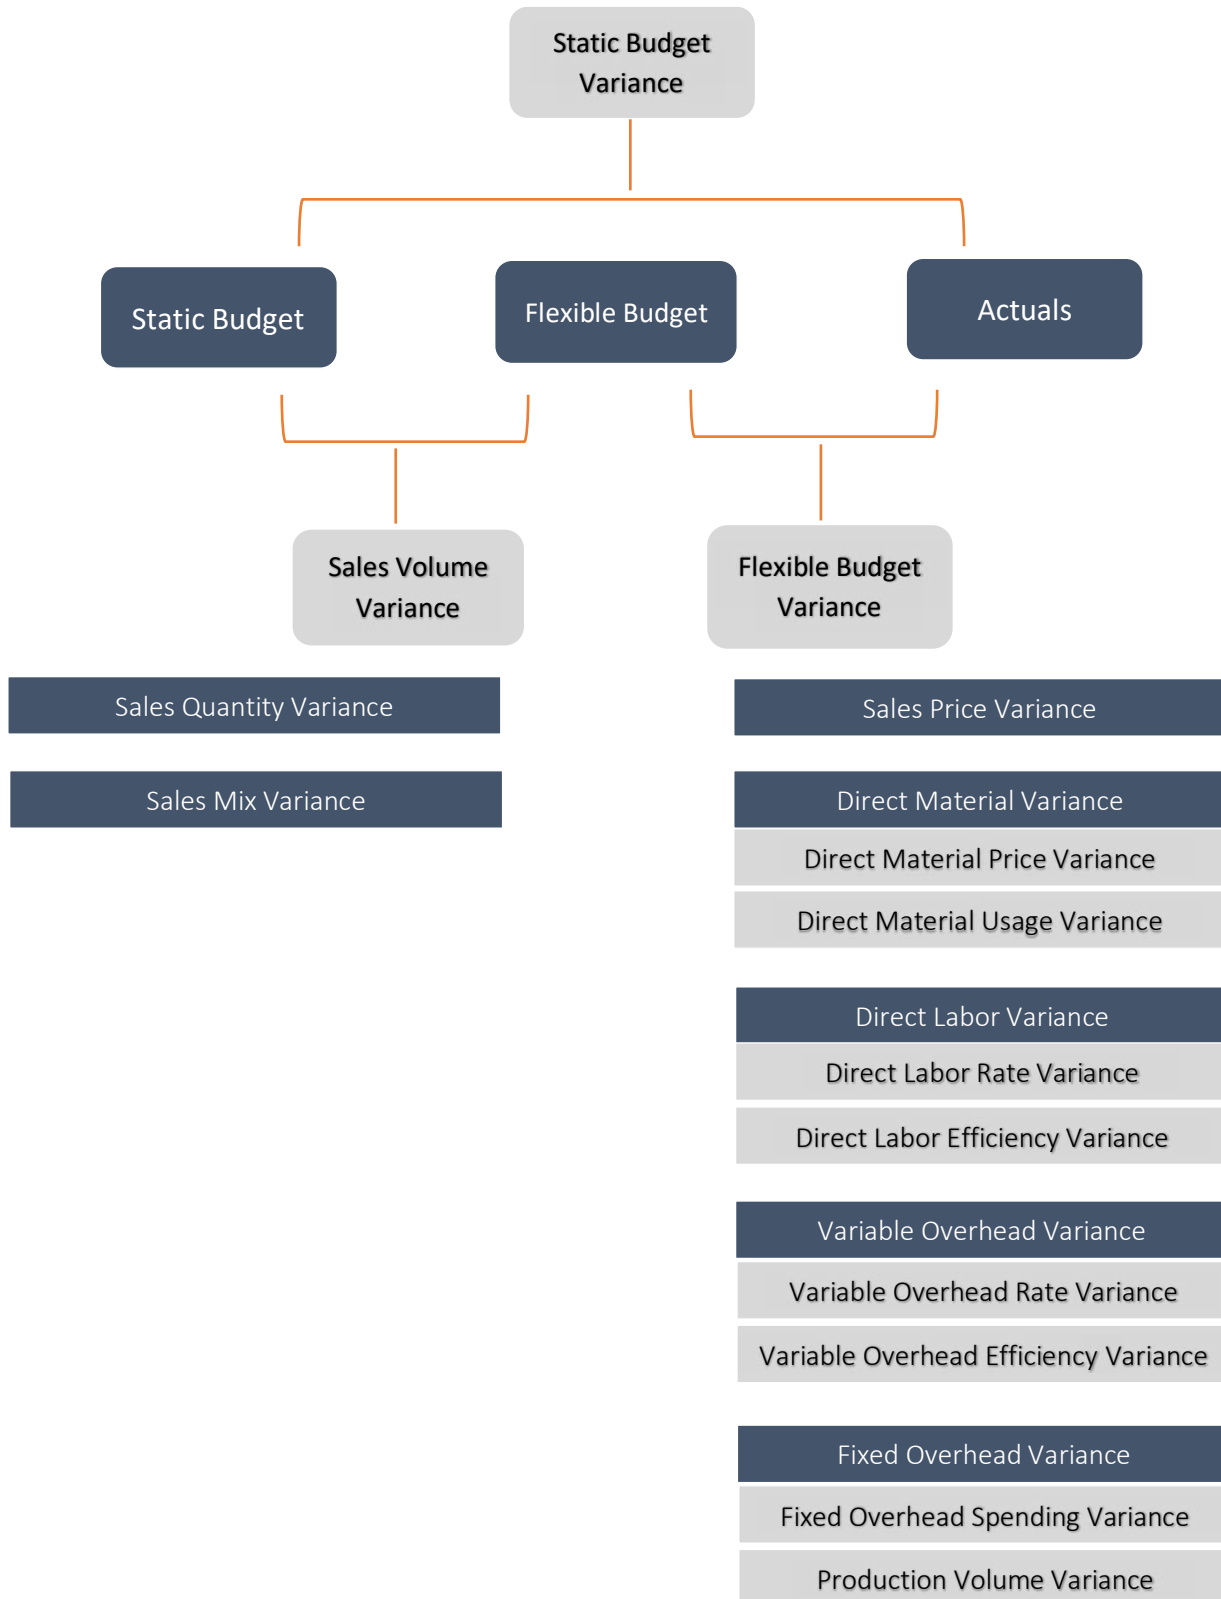 Static Budget
Variance
Static Budget
Flexible Budget
Actuals
Sales Volume
Variance
Flexible Budget
Variance
Sales Quantity Variance
Sales Mix Variance
Sales Price Variance
Direct Material Variance
Direct Material Price Variance
Direct Material Usage Variance
Direct Labor Variance
Direct Labor Rate Variance
Direct Labor Efficiency Variance
Variable Overhead Variance
Variable Overhead Rate Variance
Variable Overhead Efficiency Variance
Fixed Overhead Variance
Fixed Overhead Spending Variance
Production Volume Variance